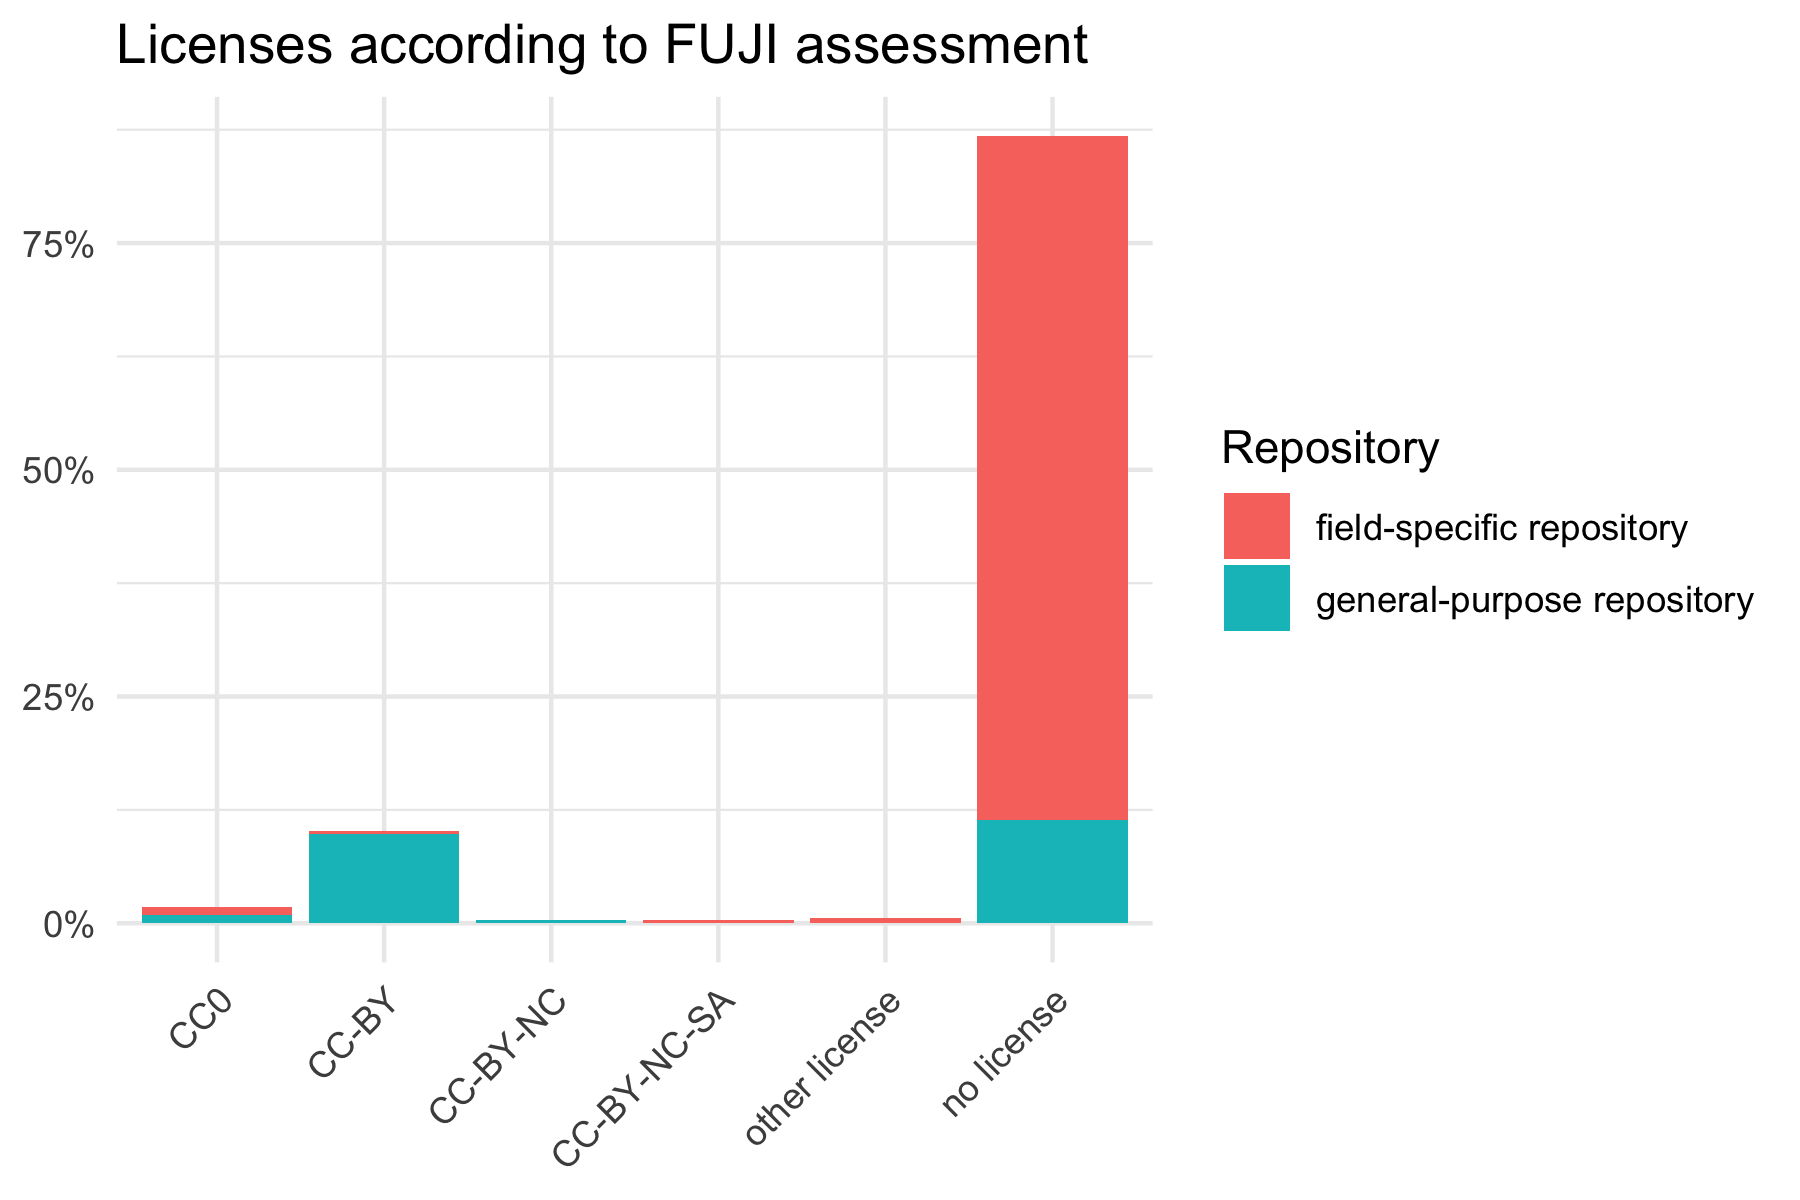 Licenses according to FUJI assessment
75%
50%
25%
0%
CC0
CC-BY
CC-BY-NC
CC-BY-NC-SA
other license
no license
Repository
field-specific repository
general-purpose repository